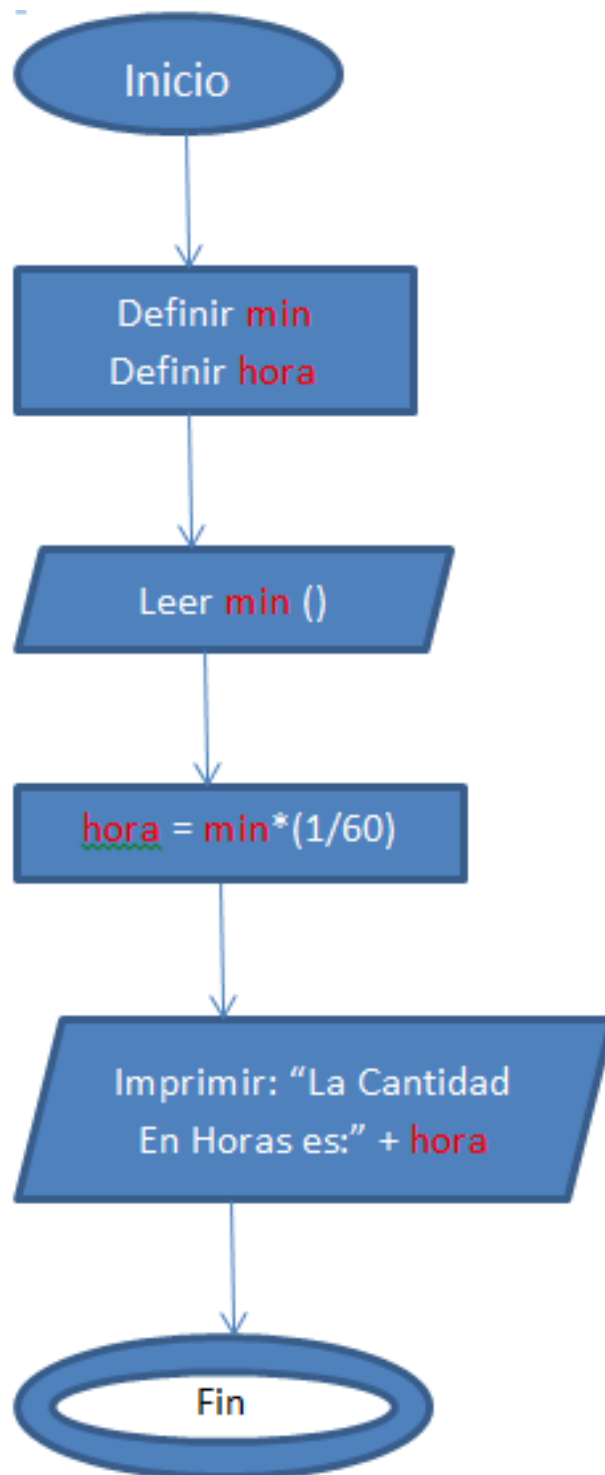 Inicio
Definir min
Definir hora
Leer min ()
hora = min*(1/60)
Imprimir: “La Cantidad
En Horas es:” + hora
Fin